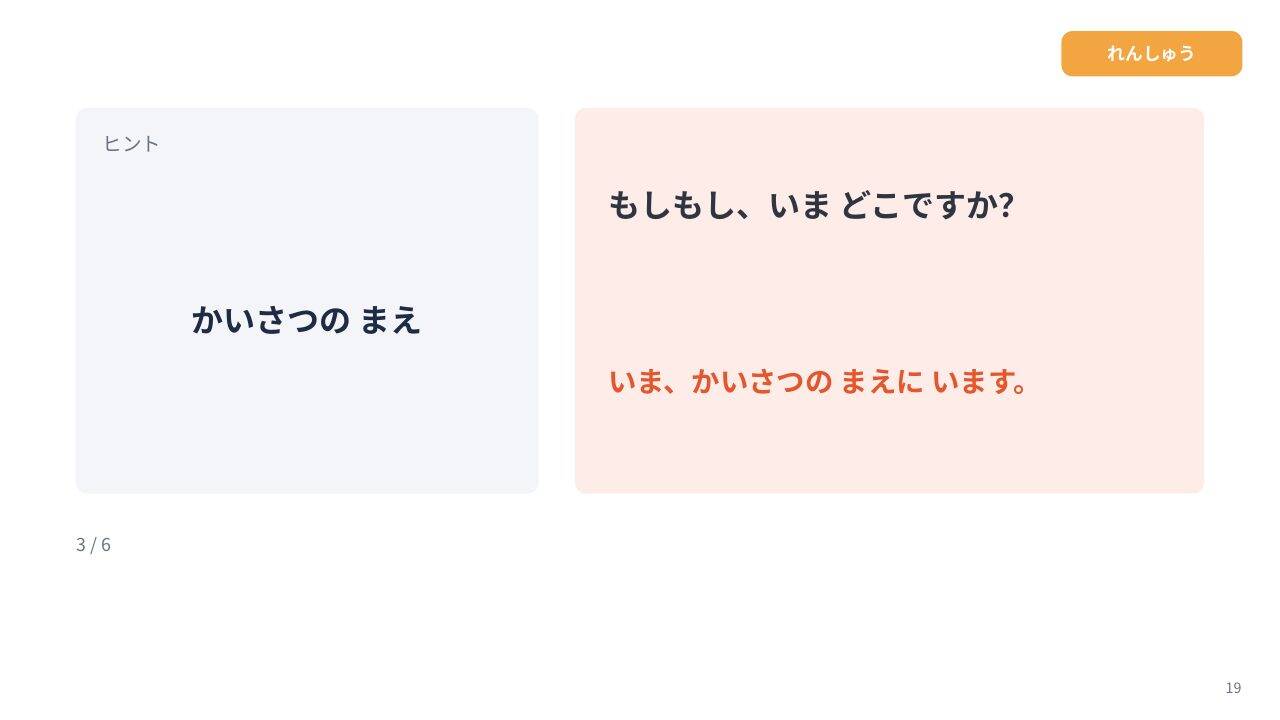 れんしゅう
ヒント
かいさつの まえ
もしもし、いま どこですか?
いま、かいさつの まえに います。
3 / 6
19